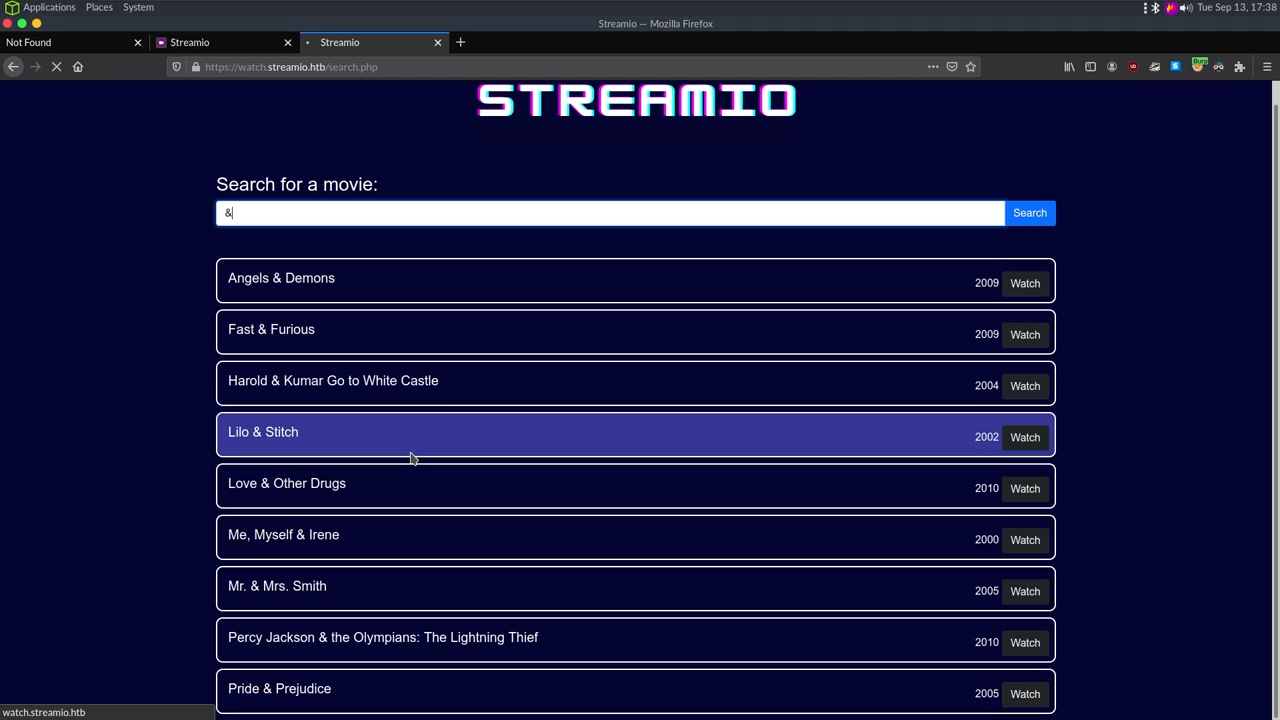 Applications Places System Tue Sep 13, 17:38
Streamio — Mozilla Firefox
Not Found Streamio Streamio
https://watch.streamio.htb/search.php
STREAMIO
Search for a movie:
& Search
Angels & Demons 2009 Watch
Fast & Furious 2009 Watch
Harold & Kumar Go to White Castle 2004 Watch
Lilo & Stitch 2002 Watch
Love & Other Drugs 2010 Watch
Me, Myself & Irene 2000 Watch
Mr. & Mrs. Smith 2005 Watch
Percy Jackson & the Olympians: The Lightning Thief 2010 Watch
Pride & Prejudice 2005 Watch
watch.streamio.htb